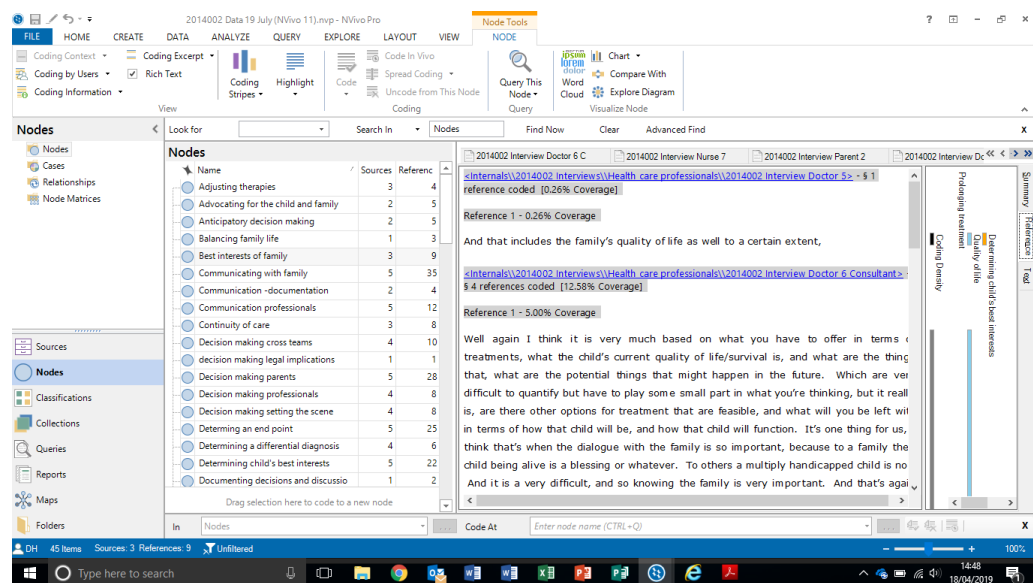 2014002 Data 19 July (NVivo 11).nvp - NVivo Pro
Node Tools
?
FILE HOME CREATE DATA ANALYZE QUERY EXPLORE LAYOUT VIEW NODE
Coding Context
Coding by Users
Coding Information
Coding Excerpt
Rich Text
Coding Stripes
Highlight
View
Code
Code In Vivo
Spread Coding
Uncode from This Node
Coding
Query This Node
Query
Word Cloud
Chart
Compare With
Explore Diagram
Visualize Node
Nodes
Look for Search In Nodes Find Now Clear Advanced Find x
Nodes
Cases
Relationships
Node Matrices
Sources
Nodes
Classifications
Collections
Queries
Reports
Maps
Folders
Nodes
Name Sources Referenc
Adjusting therapies 3 4
Advocating for the child and family 2 5
Anticipatory decision making 2 5
Balancing family life 1 3
Best interests of family 3 9
Communicating with family 5 35
Communication -documentation 2 4
Communication professionals 5 12
Continuity of care 3 8
Decision making cross teams 4 10
decision making legal implications 1 1
Decision making parents 5 28
Decision making professionals 4 8
Decision making setting the scene 4 8
Determing an end point 5 25
Determining a differential diagnosis 4 6
Determining child's best interests 5 22
Documenting decisions and discussio 1 2
Drag selection here to code to a new node
2014002 Interview Doctor 6 C 2014002 Interview Nurse 7 2014002 Interview Parent 2 2014002 Interview Dc
<Internals\\2014002 Interviews\\Health care professionals\\2014002 Interview Doctor 5> - § 1
reference coded [0.26% Coverage]
Reference 1 - 0.26% Coverage
And that includes the family's quality of life as well to a certain extent,
<Internals\\2014002 Interviews\\Health care professionals\\2014002 Interview Doctor 6 Consultant> -
§ 4 references coded [12.58% Coverage]
Reference 1 - 5.00% Coverage
Well again I think it is very much based on what you have to offer in terms
treatments, what the child's current quality of life/survival is, and what are the thing
that, what are the potential things that might happen in the future. Which are ver
difficult to quantify but have to play some small part in what you're thinking, but it reall
is, are there other options for treatment that are feasible, and what will you be left wit
in terms of how that child will be, and how that child will function. It's one thing for us,
think that's when the dialogue with the family is so important, because to a family the
child being alive is a blessing or whatever. To others a multiply handicapped child is no
And it is a very difficult, and so knowing the family is very important. And that's agai
Coding Density
Prolonging treatment
Quality of life
Determining child's best interests
Summary
Reference
Text
In Nodes Code At Enter node name (CTRL+Q) x
DH 45 Items Sources: 3 References: 9 Unfiltered 100%
Type here to search
14:48
18/04/2019